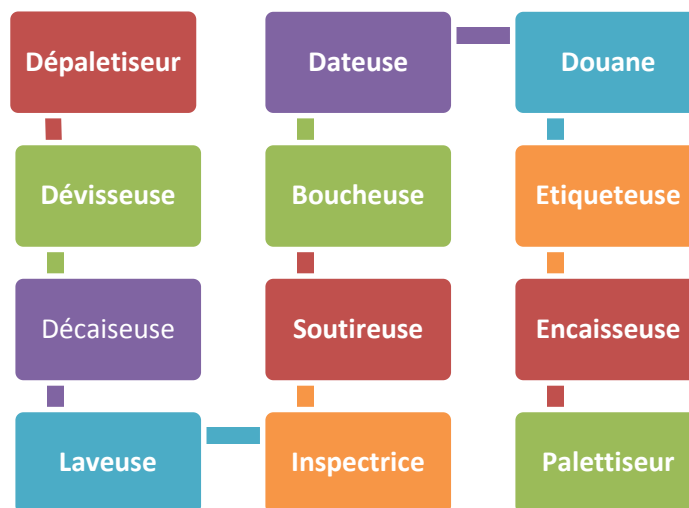 Dépaletiseur
Dévisseuse
Décaiseuse
Laveuse
Inspectrice
Soutireuse
Boucheuse
Dateuse
Douane
Etiqueteuse
Encaisseuse
Palettiseur